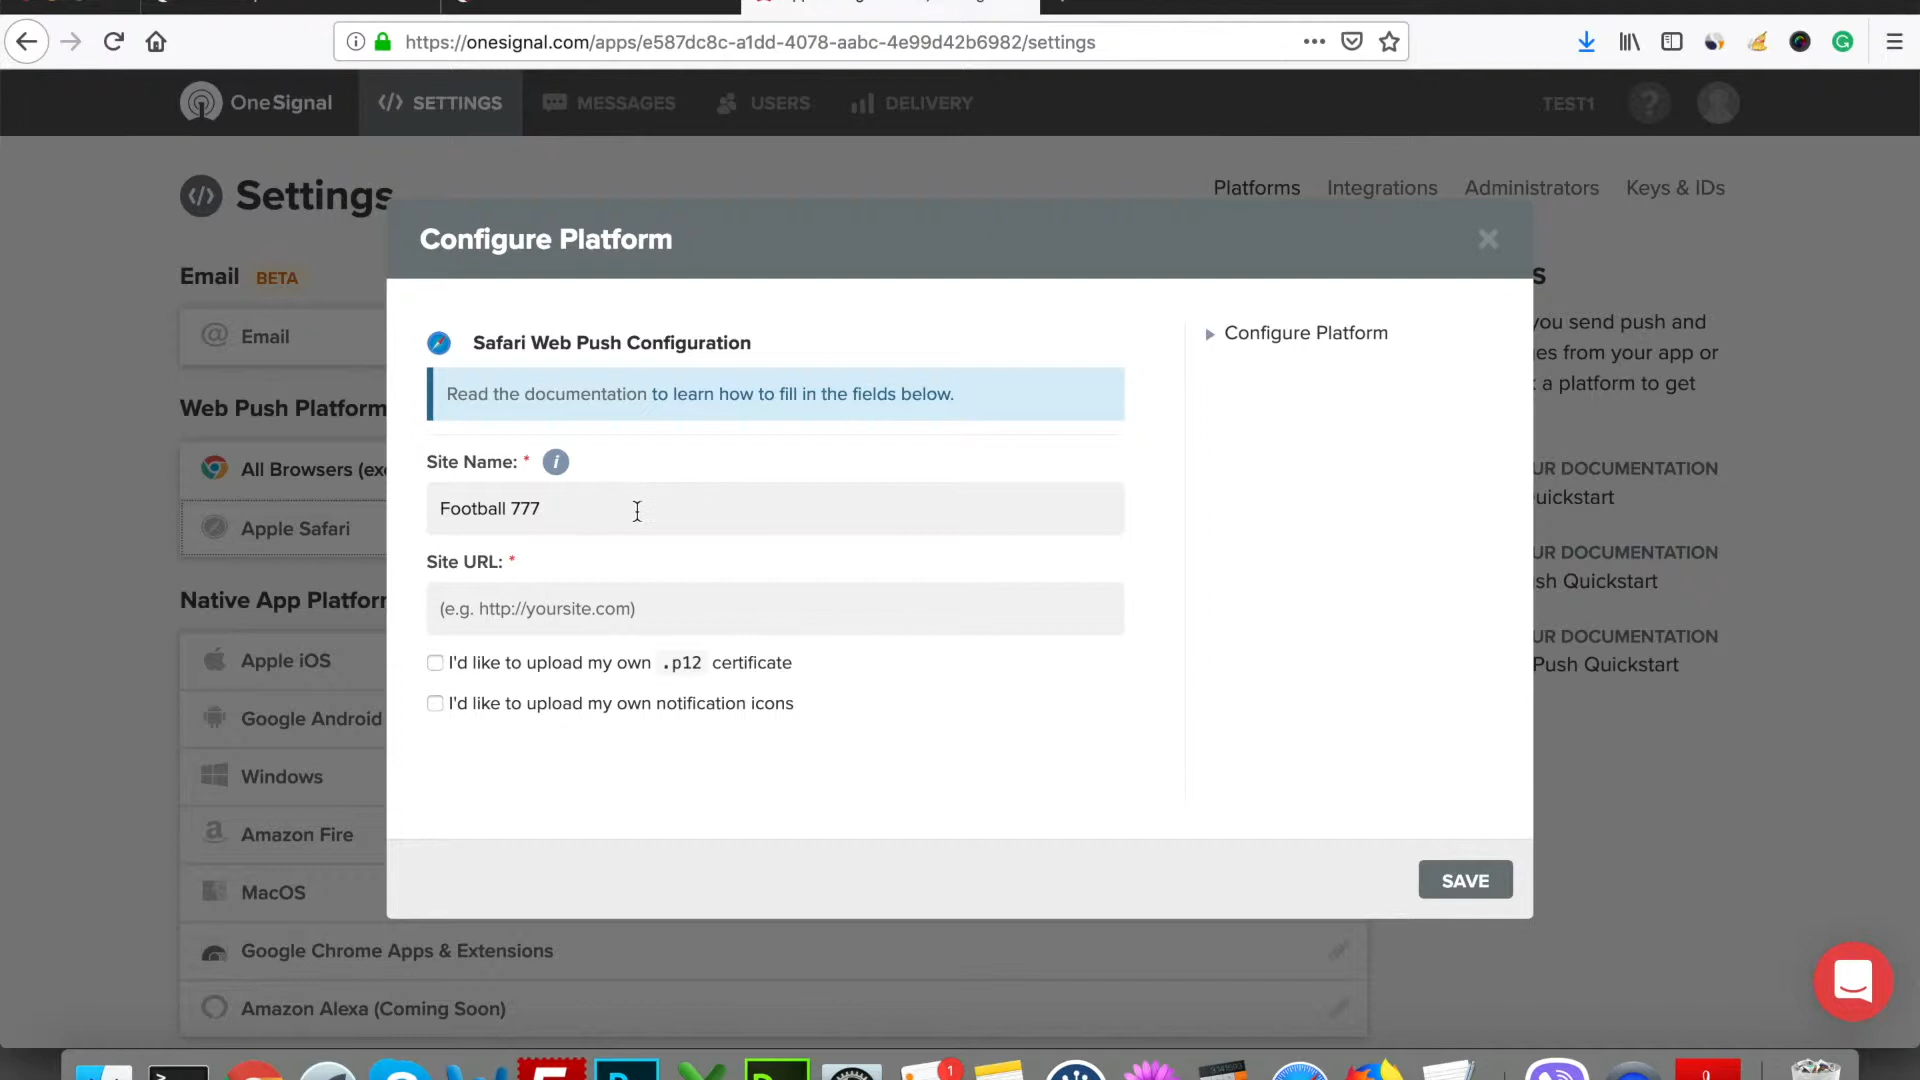 https://onesignal.com/apps/e587dc8c-a1dd-4078-aabc-4e99d42b6982/settings
OneSignal
</> SETTINGS
MESSAGES
USERS
DELIVERY
TEST1
?
Settings
Platforms
Integrations
Administrators
Keys & IDs
Configure Platform
×
Email BETA
Email
Web Push Platform
All Browsers (exc
Apple Safari
Native App Platforr
Apple iOS
Google Android
Windows
Amazon Fire
MacOS
Google Chrome Apps & Extensions
Amazon Alexa (Coming Soon)
Safari Web Push Configuration
Read the documentation to learn how to fill in the fields below.
Site Name: *
Football 777
Site URL: *
(e.g. http://yoursite.com)
I'd like to upload my own .p12 certificate
I'd like to upload my own notification icons
Configure Platform
SAVE
you send push and
es from your app or
a platform to get
UR DOCUMENTATION
uickstart
UR DOCUMENTATION
sh Quickstart
UR DOCUMENTATION
Push Quickstart
1